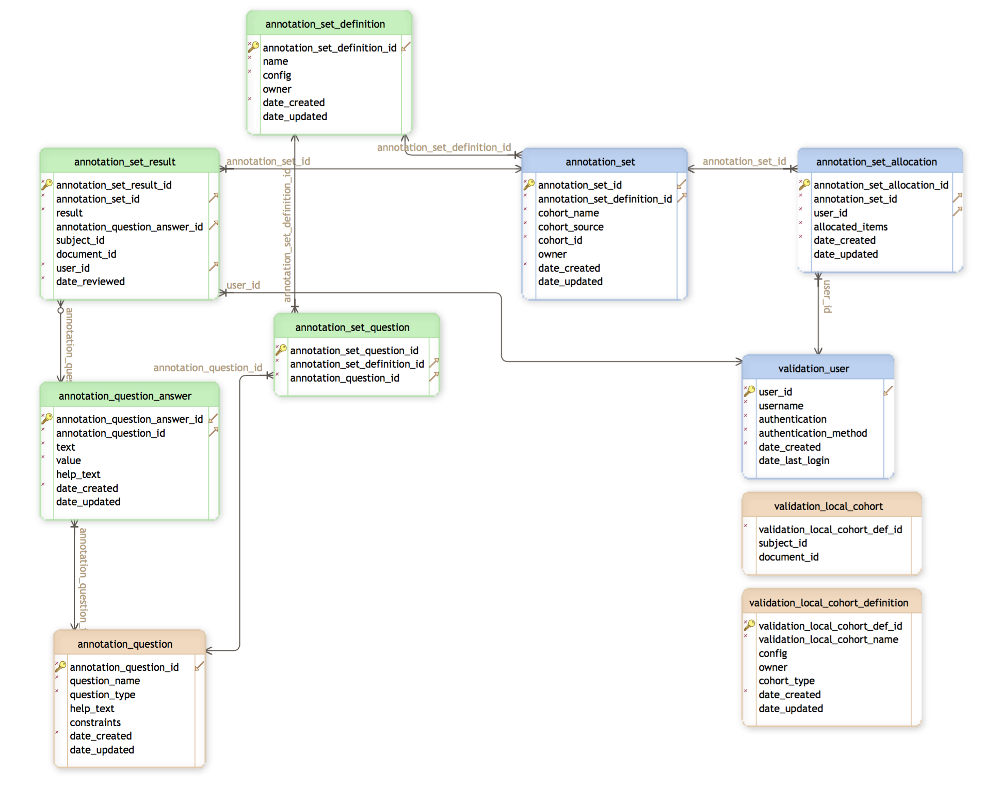 annotation_set_definition
annotation_set_definition_id
name
config
owner
date_created
date_updated
annotation_set_definition_id
annotation_set_result
annotation_set_result_id
annotation_set_id
result
annotation_question_answer_id
subject_id
document_id
user_id
date_reviewed
annotation_set_id
annotation_set_definition_id
annotation_set
annotation_set_id
annotation_set_definition_id
cohort_name
cohort_source
cohort_id
owner
date_created
date_updated
annotation_set_id
annotation_set_allocation
annotation_set_allocation_id
annotation_set_id
user_id
allocated_items
date_created
date_updated
user_id
user_id
annotation_ques
annotation_set_question
annotation_set_question_id
annotation_set_definition_id
annotation_question_id
annotation_question_id
validation_user
user_id
username
authentication
authentication_method
date_created
date_last_login
annotation_question_answer
annotation_question_answer_id
annotation_question_id
text
value
help_text
date_created
date_updated
annotation_question_i
validation_local_cohort
validation_local_cohort_def_id
subject_id
document_id
validation_local_cohort_definition
validation_local_cohort_def_id
validation_local_cohort_name
config
owner
cohort_type
date_created
date_updated
annotation_question
annotation_question_id
question_name
question_type
help_text
constraints
date_created
date_updated